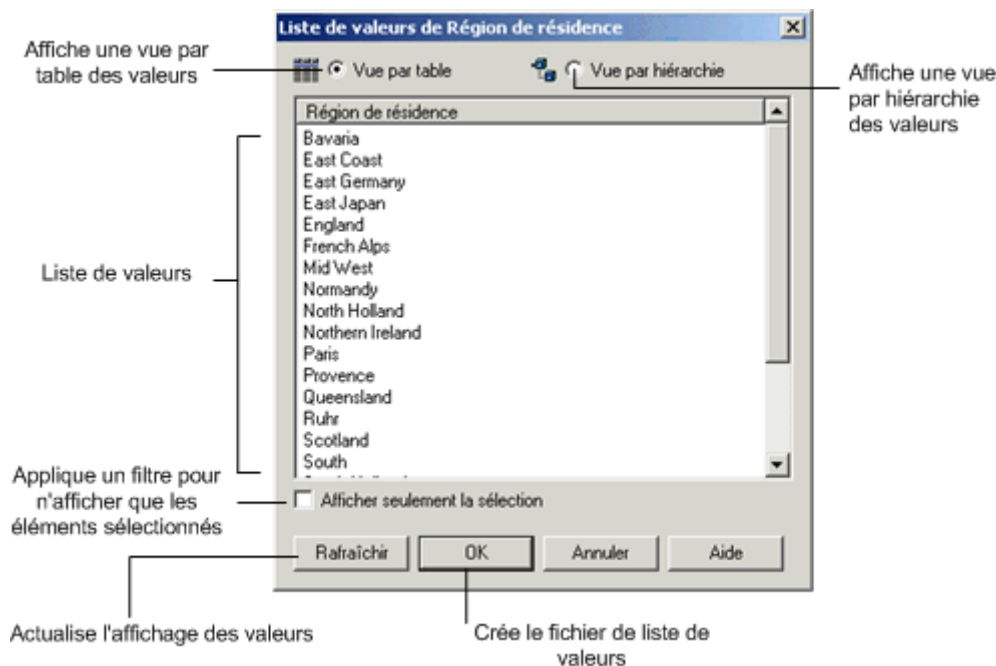 Liste de valeurs de Région de résidence
Affiche une vue par
table des valeurs
Vue par table
Vue par hiérarchie
Affiche une vue
par hiérarchie
des valeurs
Région de résidence
Bavaria
East Coast
East Germany
East Japan
England
French Alps
Mid West
Normandy
North Holland
Northern Ireland
Paris
Provence
Queensland
Ruhr
Scotland
South
Liste de valeurs
Applique un filtre pour
n'afficher que les
éléments sélectionnés
Afficher seulement la sélection
Rafraîchir
OK
Annuler
Aide
Actualise l'affichage des valeurs
Crée le fichier de liste de
valeurs